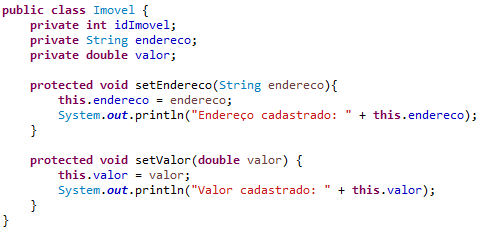 public class Imovel {
private int idImovel;
private String endereco;
private double valor;
protected void setEndereco(String endereco){
this.endereco = endereco;
System.out.println("Endereço cadastrado: " + this.endereco);
}
protected void setValor(double valor) {
this.valor = valor;
System.out.println("Valor cadastrado: " + this.valor);
}
}